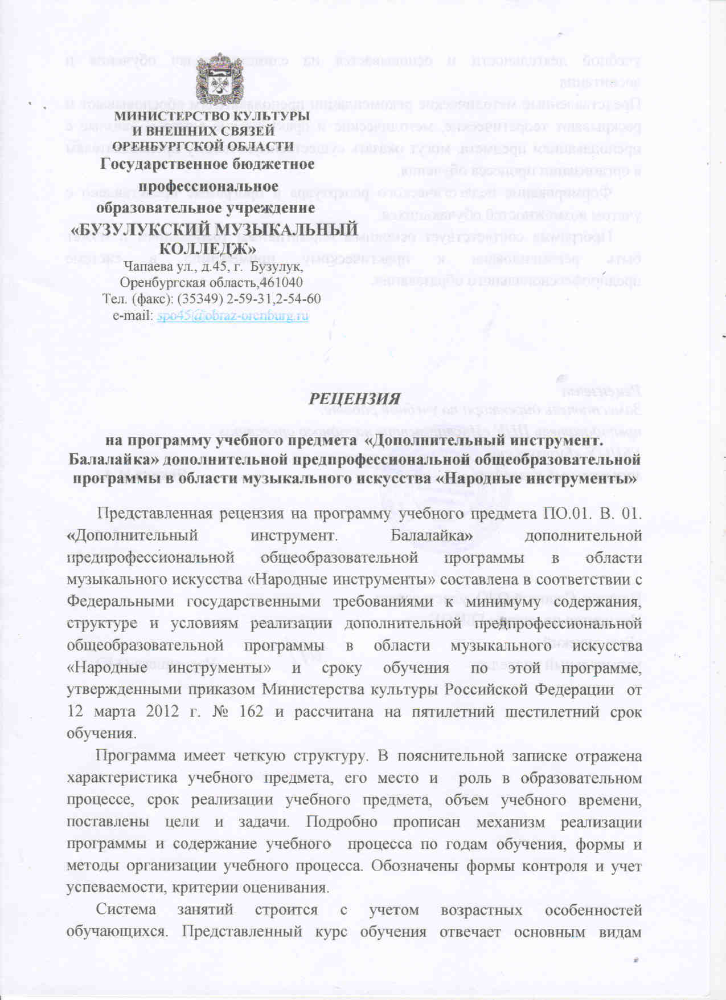 МИНИСТЕРСТВО КУЛЬТУРЫ
И ВНЕШНИХ СВЯЗЕЙ
ОРЕНБУРГСКОЙ ОБЛАСТИ
Государственное бюджетное
профессиональное
образовательное учреждение
«БУЗУЛУКСКИЙ МУЗЫКАЛЬНЫЙ
КОЛЛЕДЖ»
Чапаева ул., д.45, г. Бузулук,
Оренбургская область,461040
Тел. (факс): (35349) 2-59-31,2-54-60
e-mail: spo45@obraz-orenburg.ru
РЕЦЕНЗИЯ
на программу учебного предмета «Дополнительный инструмент.
Балалайка» дополнительной предпрофессиональной общеобразовательной
программы в области музыкального искусства «Народные инструменты»
Представленная рецензия на программу учебного предмета ПО.01. В. 01.
«Дополнительный инструмент. Балалайка» дополнительной
предпрофессиональной общеобразовательной программы в области
музыкального искусства «Народные инструменты» составлена в соответствии с
Федеральными государственными требованиями к минимуму содержания,
структуре и условиям реализации дополнительной предпрофессиональной
общеобразовательной программы в области музыкального искусства
«Народные инструменты» и сроку обучения по этой программе,
утвержденными приказом Министерства культуры Российской Федерации от
12 марта 2012 г. № 162 и рассчитана на пятилетний шестилетний срок
обучения.
Программа имеет четкую структуру. В пояснительной записке отражена
характеристика учебного предмета, его место и роль в образовательном
процессе, срок реализации учебного предмета, объем учебного времени,
поставлены цели и задачи. Подробно прописан механизм реализации
программы и содержание учебного процесса по годам обучения, формы и
методы организации учебного процесса. Обозначены формы контроля и учет
успеваемости, критерии оценивания.
Система занятий строится с учетом возрастных особенностей
обучающихся. Представленный курс обучения отвечает основным видам